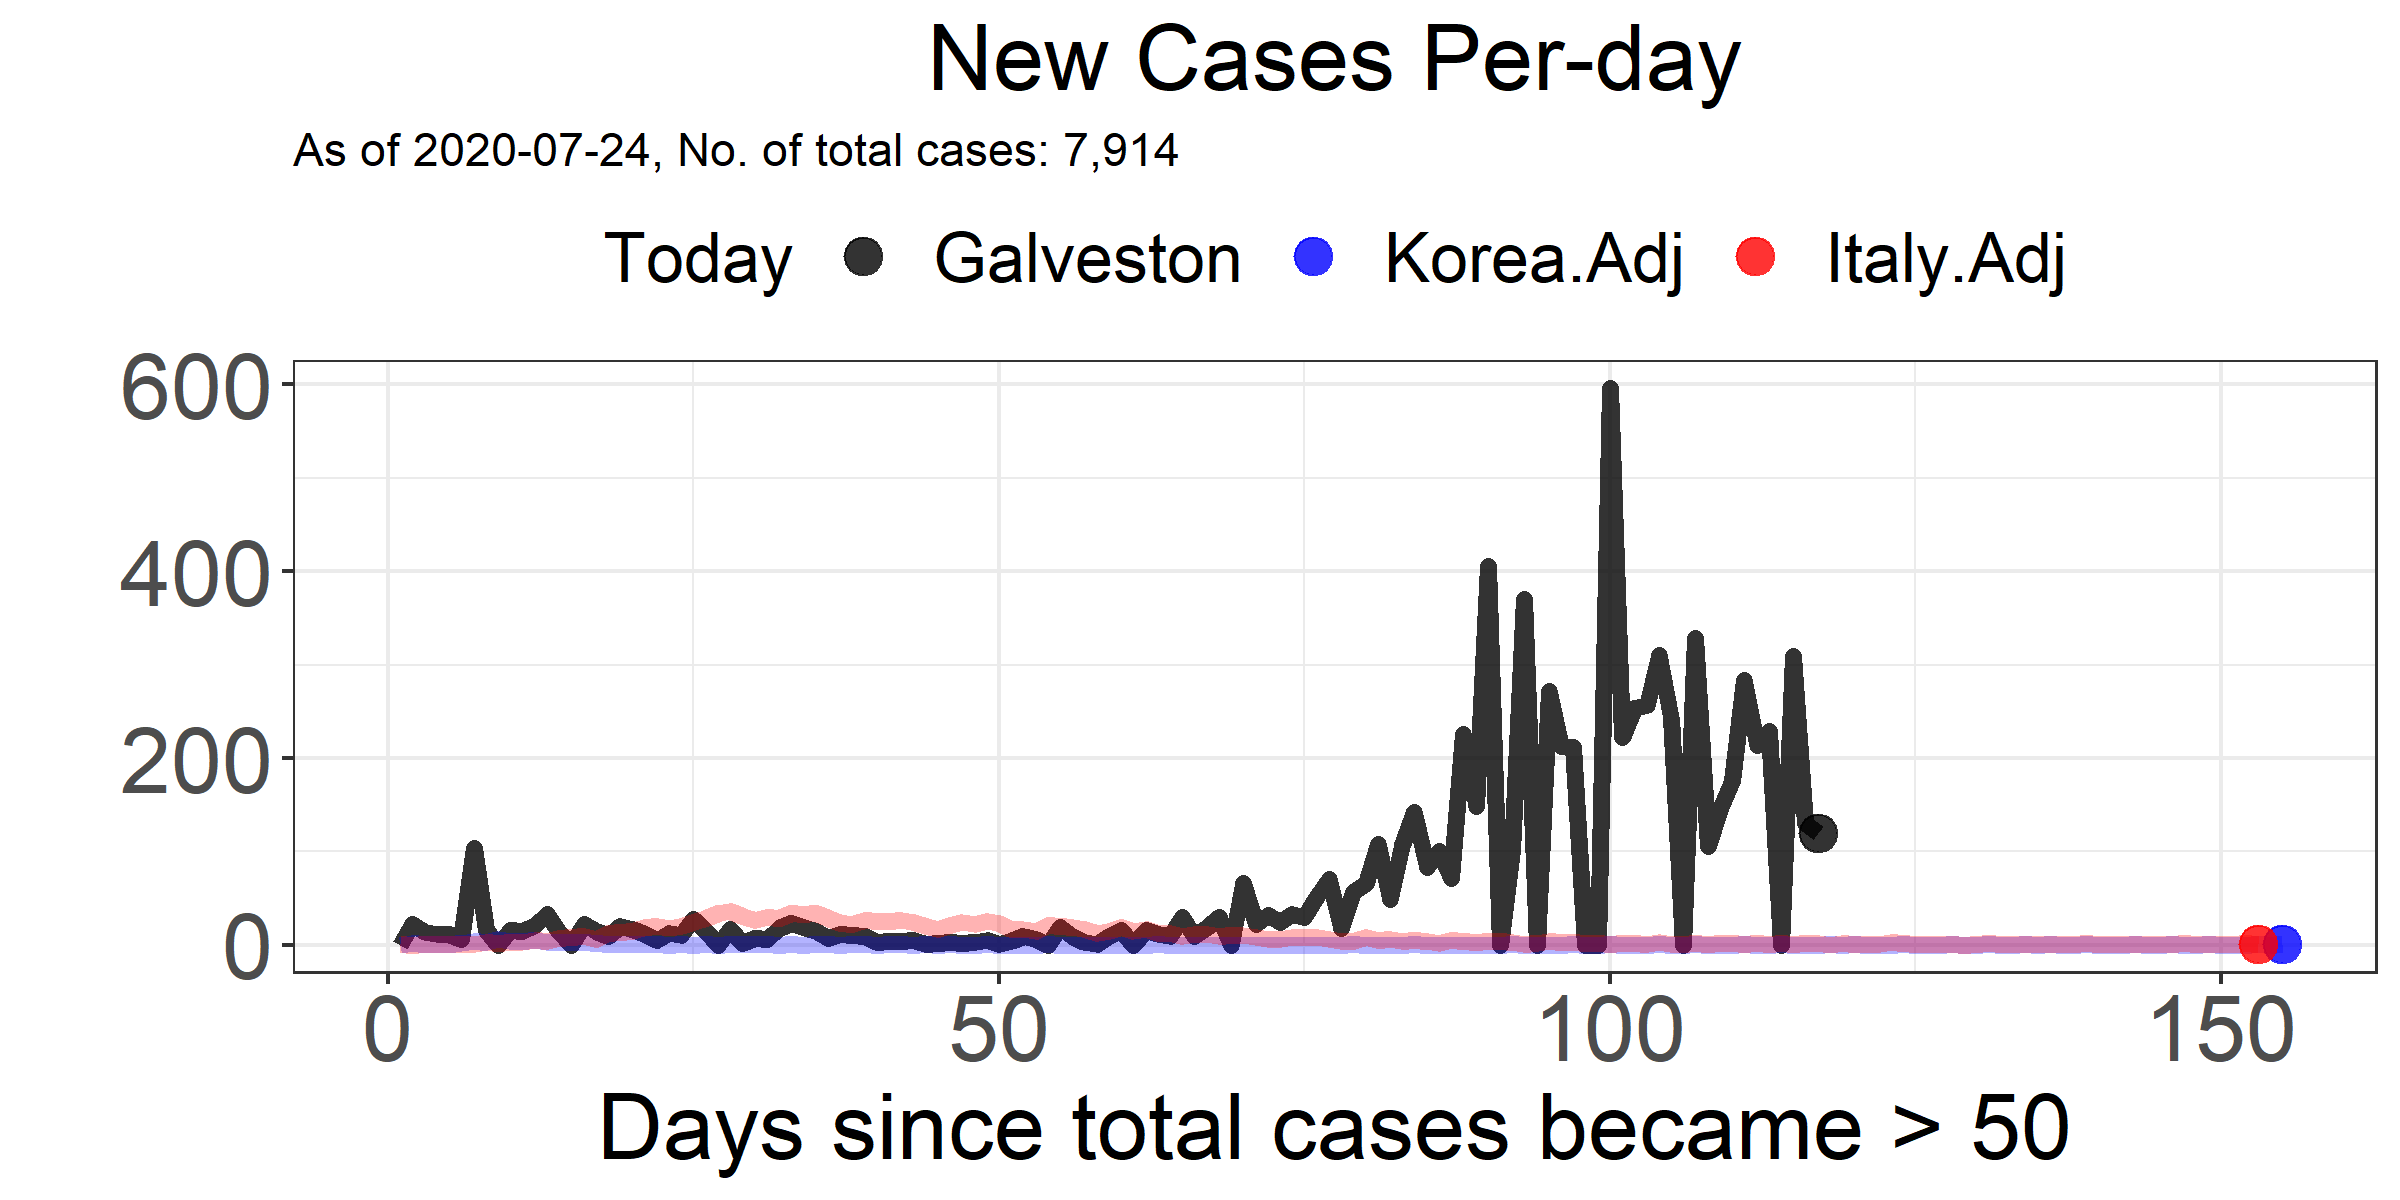 New Cases Per-day
As of 2020-07-24, No. of total cases: 7,914
Today Galveston Korea.Adj Italy.Adj
600
400
200
0
0 50 100 150
Days since total cases became > 50